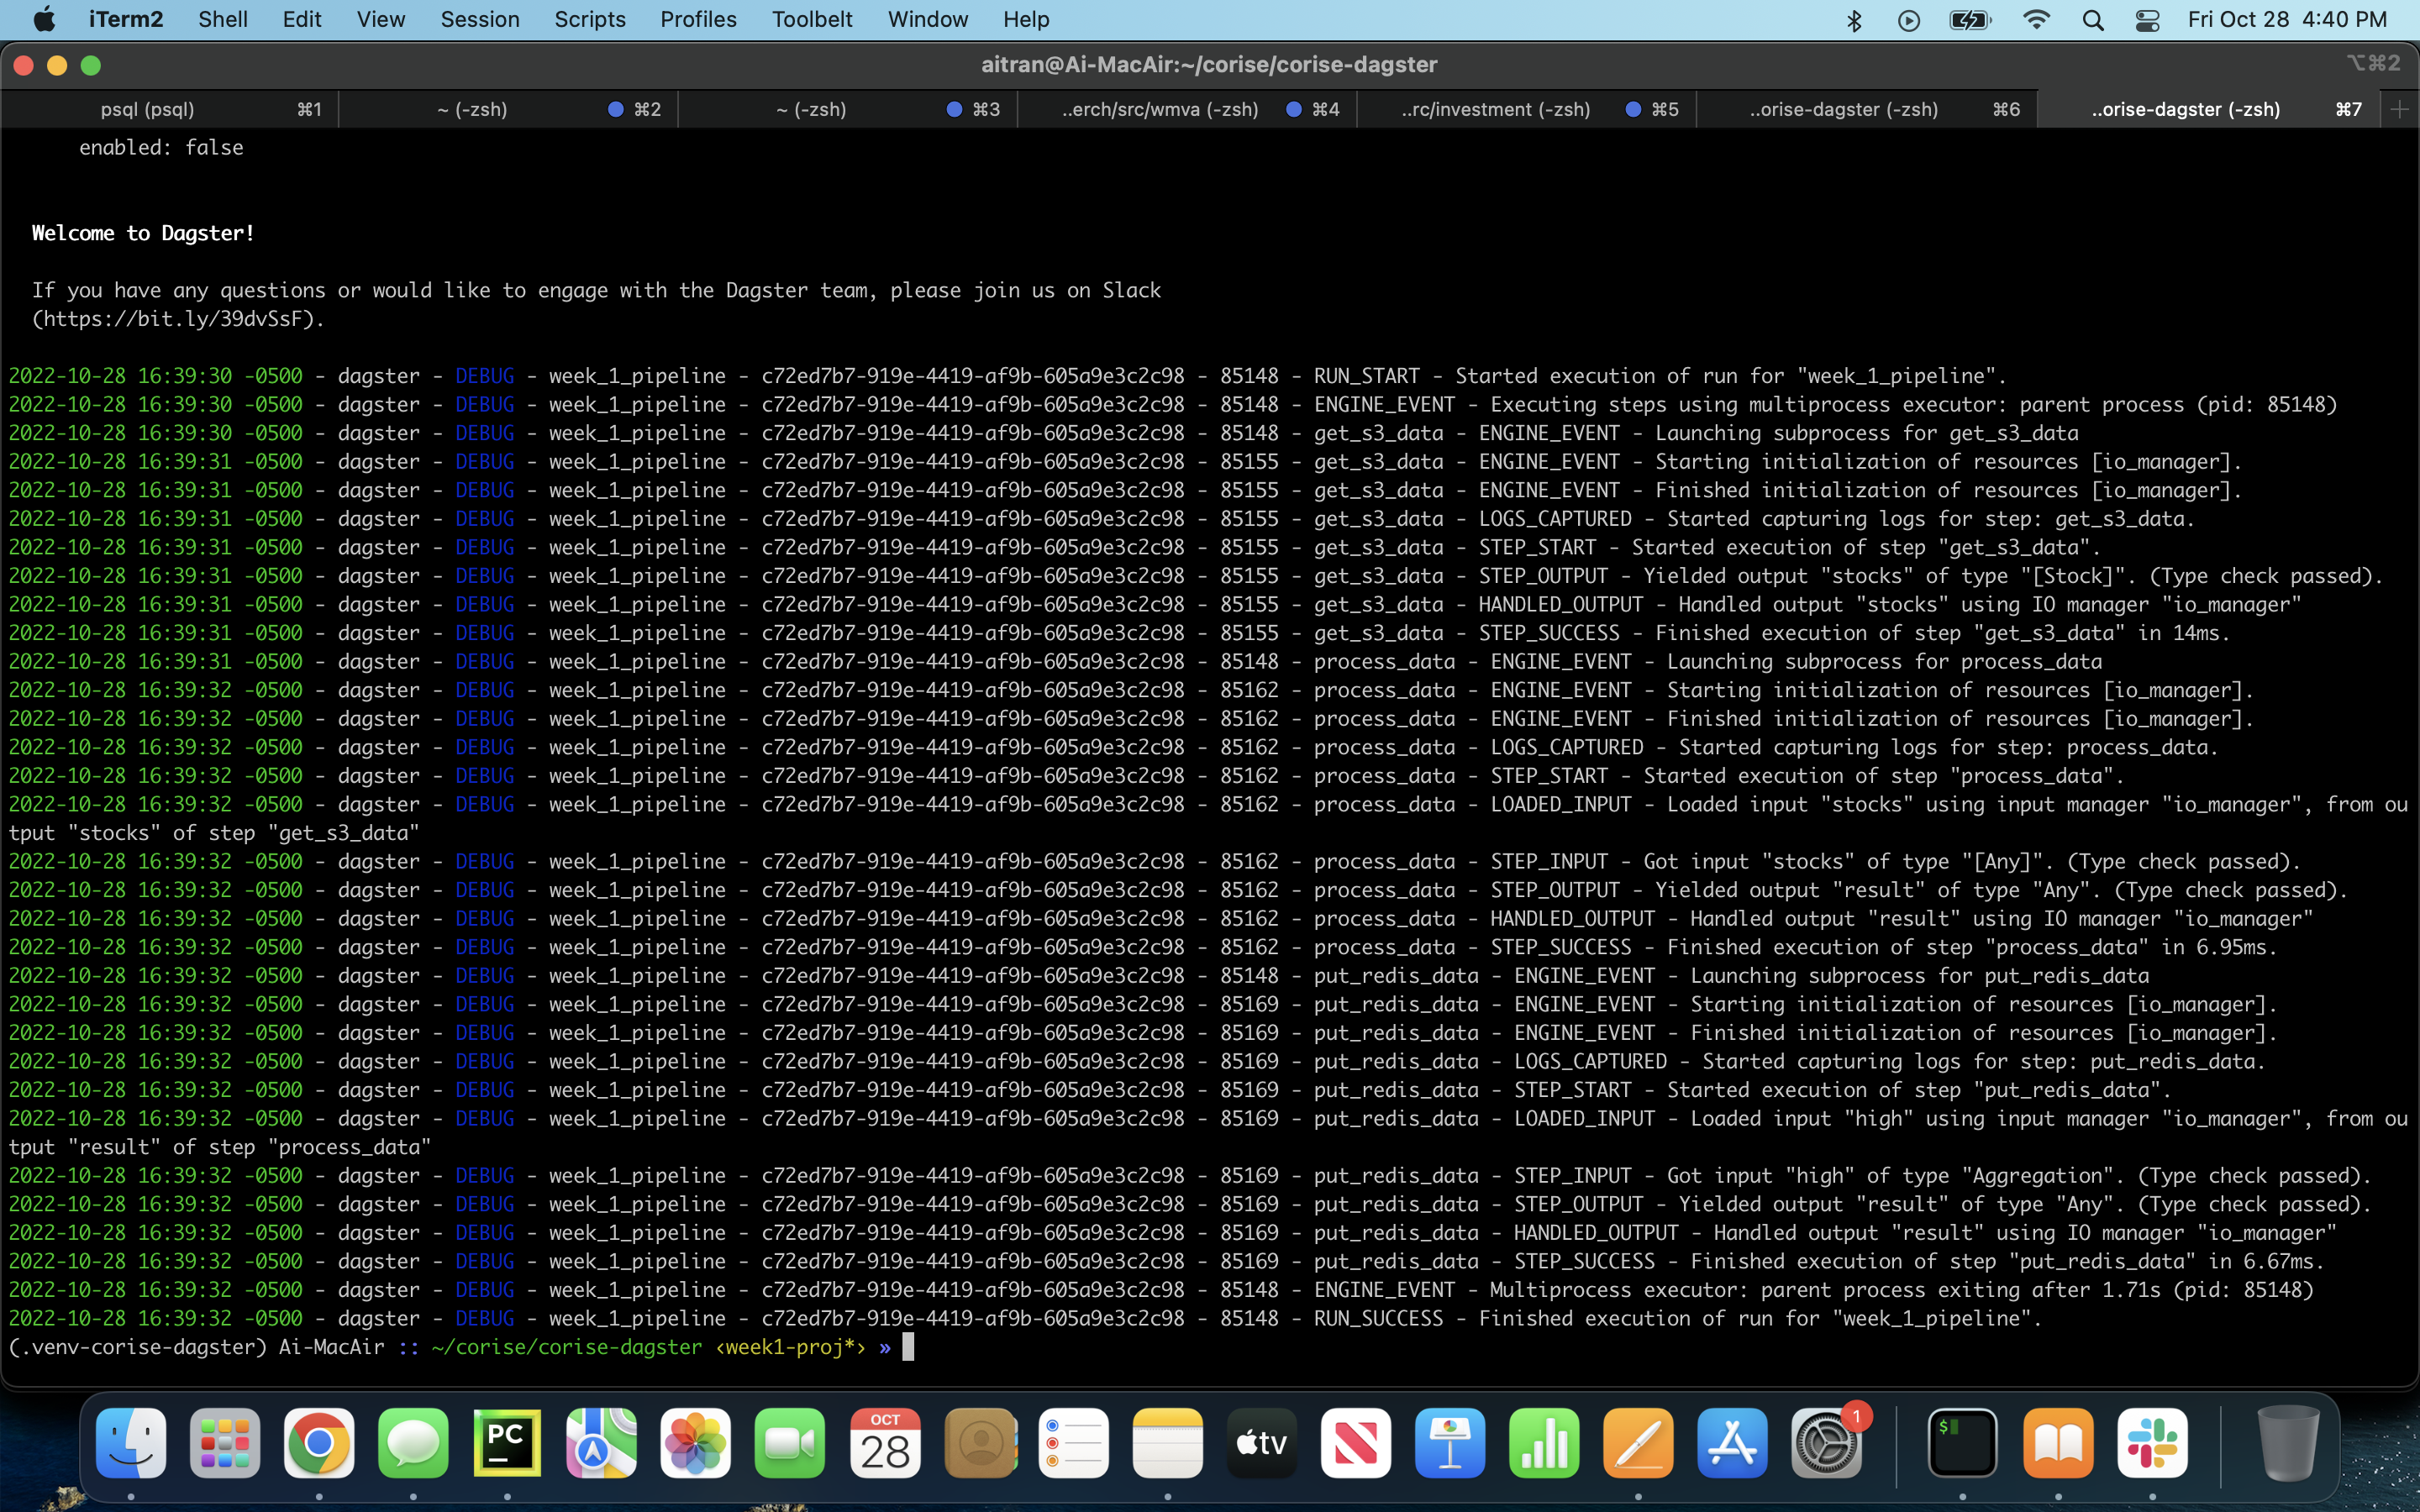 iTerm2 Shell Edit View Session Scripts Profiles Toolbelt Window Help Fri Oct 28 4:40 PM
aitran@Ai-MacAir:~/corise/corise-dagster ⌥⌘2
psql (psql) ⌘1 ~ (-zsh) ⌘2 ~ (-zsh) ⌘3 ..erch/src/wmva (-zsh) ⌘4 ..rc/investment (-zsh) ⌘5 ..orise-dagster (-zsh) ⌘6 ..orise-dagster (-zsh) ⌘7
enabled: false
Welcome to Dagster!
If you have any questions or would like to engage with the Dagster team, please join us on Slack
(https://bit.ly/39dvSsF).
2022-10-28 16:39:30 -0500 - dagster - DEBUG - week_1_pipeline - c72ed7b7-919e-4419-af9b-605a9e3c2c98 - 85148 - RUN_START - Started execution of run for "week_1_pipeline".
2022-10-28 16:39:30 -0500 - dagster - DEBUG - week_1_pipeline - c72ed7b7-919e-4419-af9b-605a9e3c2c98 - 85148 - ENGINE_EVENT - Executing steps using multiprocess executor: parent process (pid: 85148)
2022-10-28 16:39:30 -0500 - dagster - DEBUG - week_1_pipeline - c72ed7b7-919e-4419-af9b-605a9e3c2c98 - 85148 - get_s3_data - ENGINE_EVENT - Launching subprocess for get_s3_data
2022-10-28 16:39:31 -0500 - dagster - DEBUG - week_1_pipeline - c72ed7b7-919e-4419-af9b-605a9e3c2c98 - 85155 - get_s3_data - ENGINE_EVENT - Starting initialization of resources [io_manager].
2022-10-28 16:39:31 -0500 - dagster - DEBUG - week_1_pipeline - c72ed7b7-919e-4419-af9b-605a9e3c2c98 - 85155 - get_s3_data - ENGINE_EVENT - Finished initialization of resources [io_manager].
2022-10-28 16:39:31 -0500 - dagster - DEBUG - week_1_pipeline - c72ed7b7-919e-4419-af9b-605a9e3c2c98 - 85155 - get_s3_data - LOGS_CAPTURED - Started capturing logs for step: get_s3_data.
2022-10-28 16:39:31 -0500 - dagster - DEBUG - week_1_pipeline - c72ed7b7-919e-4419-af9b-605a9e3c2c98 - 85155 - get_s3_data - STEP_START - Started execution of step "get_s3_data".
2022-10-28 16:39:31 -0500 - dagster - DEBUG - week_1_pipeline - c72ed7b7-919e-4419-af9b-605a9e3c2c98 - 85155 - get_s3_data - STEP_OUTPUT - Yielded output "stocks" of type "[Stock]". (Type check passed).
2022-10-28 16:39:31 -0500 - dagster - DEBUG - week_1_pipeline - c72ed7b7-919e-4419-af9b-605a9e3c2c98 - 85155 - get_s3_data - HANDLED_OUTPUT - Handled output "stocks" using IO manager "io_manager"
2022-10-28 16:39:31 -0500 - dagster - DEBUG - week_1_pipeline - c72ed7b7-919e-4419-af9b-605a9e3c2c98 - 85155 - get_s3_data - STEP_SUCCESS - Finished execution of step "get_s3_data" in 14ms.
2022-10-28 16:39:31 -0500 - dagster - DEBUG - week_1_pipeline - c72ed7b7-919e-4419-af9b-605a9e3c2c98 - 85148 - process_data - ENGINE_EVENT - Launching subprocess for process_data
2022-10-28 16:39:32 -0500 - dagster - DEBUG - week_1_pipeline - c72ed7b7-919e-4419-af9b-605a9e3c2c98 - 85162 - process_data - ENGINE_EVENT - Starting initialization of resources [io_manager].
2022-10-28 16:39:32 -0500 - dagster - DEBUG - week_1_pipeline - c72ed7b7-919e-4419-af9b-605a9e3c2c98 - 85162 - process_data - ENGINE_EVENT - Finished initialization of resources [io_manager].
2022-10-28 16:39:32 -0500 - dagster - DEBUG - week_1_pipeline - c72ed7b7-919e-4419-af9b-605a9e3c2c98 - 85162 - process_data - LOGS_CAPTURED - Started capturing logs for step: process_data.
2022-10-28 16:39:32 -0500 - dagster - DEBUG - week_1_pipeline - c72ed7b7-919e-4419-af9b-605a9e3c2c98 - 85162 - process_data - STEP_START - Started execution of step "process_data".
2022-10-28 16:39:32 -0500 - dagster - DEBUG - week_1_pipeline - c72ed7b7-919e-4419-af9b-605a9e3c2c98 - 85162 - process_data - LOADED_INPUT - Loaded input "stocks" using input manager "io_manager", from ou
tput "stocks" of step "get_s3_data"
2022-10-28 16:39:32 -0500 - dagster - DEBUG - week_1_pipeline - c72ed7b7-919e-4419-af9b-605a9e3c2c98 - 85162 - process_data - STEP_INPUT - Got input "stocks" of type "[Any]". (Type check passed).
2022-10-28 16:39:32 -0500 - dagster - DEBUG - week_1_pipeline - c72ed7b7-919e-4419-af9b-605a9e3c2c98 - 85162 - process_data - STEP_OUTPUT - Yielded output "result" of type "Any". (Type check passed).
2022-10-28 16:39:32 -0500 - dagster - DEBUG - week_1_pipeline - c72ed7b7-919e-4419-af9b-605a9e3c2c98 - 85162 - process_data - HANDLED_OUTPUT - Handled output "result" using IO manager "io_manager"
2022-10-28 16:39:32 -0500 - dagster - DEBUG - week_1_pipeline - c72ed7b7-919e-4419-af9b-605a9e3c2c98 - 85162 - process_data - STEP_SUCCESS - Finished execution of step "process_data" in 6.95ms.
2022-10-28 16:39:32 -0500 - dagster - DEBUG - week_1_pipeline - c72ed7b7-919e-4419-af9b-605a9e3c2c98 - 85148 - put_redis_data - ENGINE_EVENT - Launching subprocess for put_redis_data
2022-10-28 16:39:32 -0500 - dagster - DEBUG - week_1_pipeline - c72ed7b7-919e-4419-af9b-605a9e3c2c98 - 85169 - put_redis_data - ENGINE_EVENT - Starting initialization of resources [io_manager].
2022-10-28 16:39:32 -0500 - dagster - DEBUG - week_1_pipeline - c72ed7b7-919e-4419-af9b-605a9e3c2c98 - 85169 - put_redis_data - ENGINE_EVENT - Finished initialization of resources [io_manager].
2022-10-28 16:39:32 -0500 - dagster - DEBUG - week_1_pipeline - c72ed7b7-919e-4419-af9b-605a9e3c2c98 - 85169 - put_redis_data - LOGS_CAPTURED - Started capturing logs for step: put_redis_data.
2022-10-28 16:39:32 -0500 - dagster - DEBUG - week_1_pipeline - c72ed7b7-919e-4419-af9b-605a9e3c2c98 - 85169 - put_redis_data - STEP_START - Started execution of step "put_redis_data".
2022-10-28 16:39:32 -0500 - dagster - DEBUG - week_1_pipeline - c72ed7b7-919e-4419-af9b-605a9e3c2c98 - 85169 - put_redis_data - LOADED_INPUT - Loaded input "high" using input manager "io_manager", from ou
tput "result" of step "process_data"
2022-10-28 16:39:32 -0500 - dagster - DEBUG - week_1_pipeline - c72ed7b7-919e-4419-af9b-605a9e3c2c98 - 85169 - put_redis_data - STEP_INPUT - Got input "high" of type "Aggregation". (Type check passed).
2022-10-28 16:39:32 -0500 - dagster - DEBUG - week_1_pipeline - c72ed7b7-919e-4419-af9b-605a9e3c2c98 - 85169 - put_redis_data - STEP_OUTPUT - Yielded output "result" of type "Any". (Type check passed).
2022-10-28 16:39:32 -0500 - dagster - DEBUG - week_1_pipeline - c72ed7b7-919e-4419-af9b-605a9e3c2c98 - 85169 - put_redis_data - HANDLED_OUTPUT - Handled output "result" using IO manager "io_manager"
2022-10-28 16:39:32 -0500 - dagster - DEBUG - week_1_pipeline - c72ed7b7-919e-4419-af9b-605a9e3c2c98 - 85169 - put_redis_data - STEP_SUCCESS - Finished execution of step "put_redis_data" in 6.67ms.
2022-10-28 16:39:32 -0500 - dagster - DEBUG - week_1_pipeline - c72ed7b7-919e-4419-af9b-605a9e3c2c98 - 85148 - ENGINE_EVENT - Multiprocess executor: parent process exiting after 1.71s (pid: 85148)
2022-10-28 16:39:32 -0500 - dagster - DEBUG - week_1_pipeline - c72ed7b7-919e-4419-af9b-605a9e3c2c98 - 85148 - RUN_SUCCESS - Finished execution of run for "week_1_pipeline".
(.venv-corise-dagster) Ai-MacAir :: ~/corise/corise-dagster ‹week1-proj*› »
PC OCT 28 tv 1 $